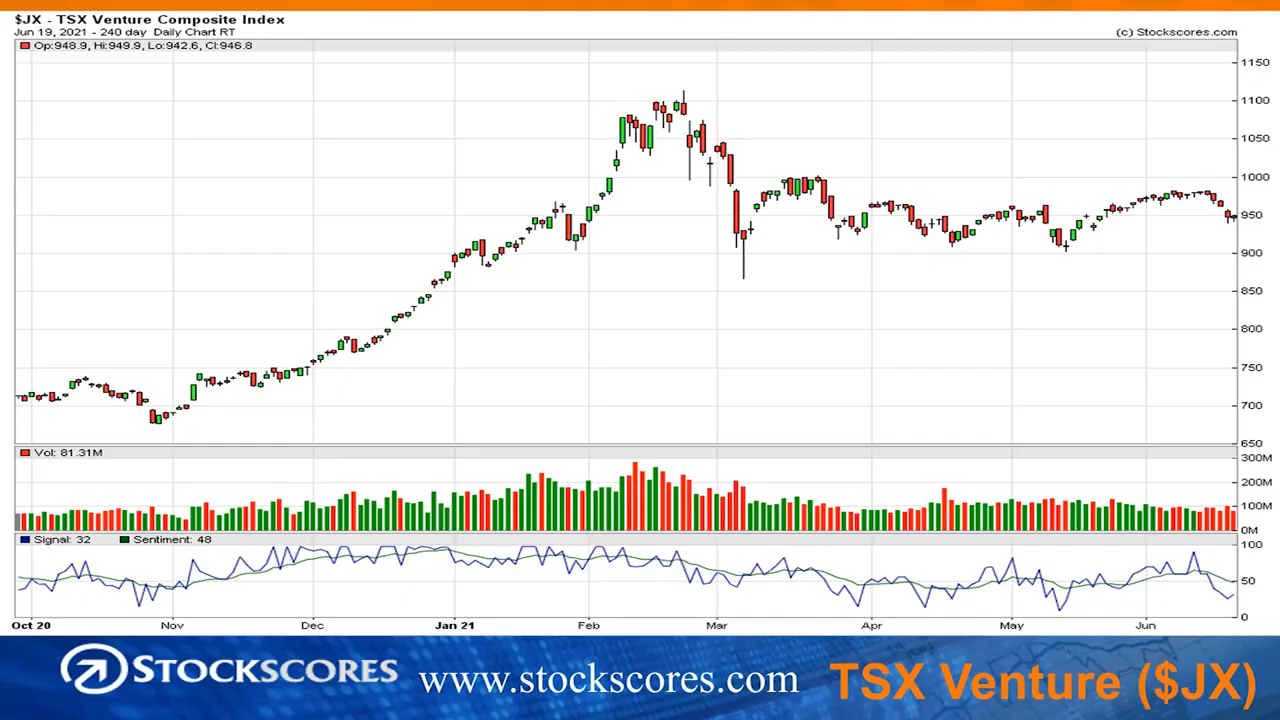 $JX - TSX Venture Composite Index
Jun 19, 2021 - 240 day Daily Chart RT
(c) Stockscores.com
Op:948.9, Hi:949.9, Lo:942.6, Cl:946.8
1150
1100
1050
1000
950
900
850
800
750
700
650
Vol: 81.31M
300M
200M
100M
0M
Signal: 32 Sentiment: 48
100
50
0
Oct 20 Nov Dec Jan 21 Feb Mar Apr May Jun
STOCKSCORES www.stockscores.com TSX Venture ($JX)